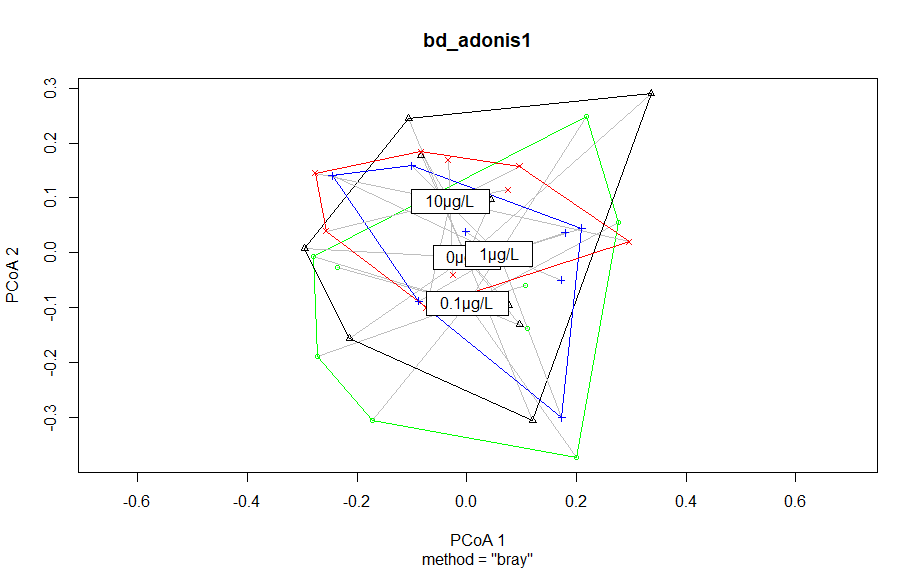 bd_adonis1
PCoA 2
0.3
0.2
0.1
0.0
-0.1
-0.2
-0.3
10µg/L
1µg/L
0.1µg/L
-0.6
-0.4
-0.2
0.0
0.2
0.4
0.6
PCoA 1
method = "bray"